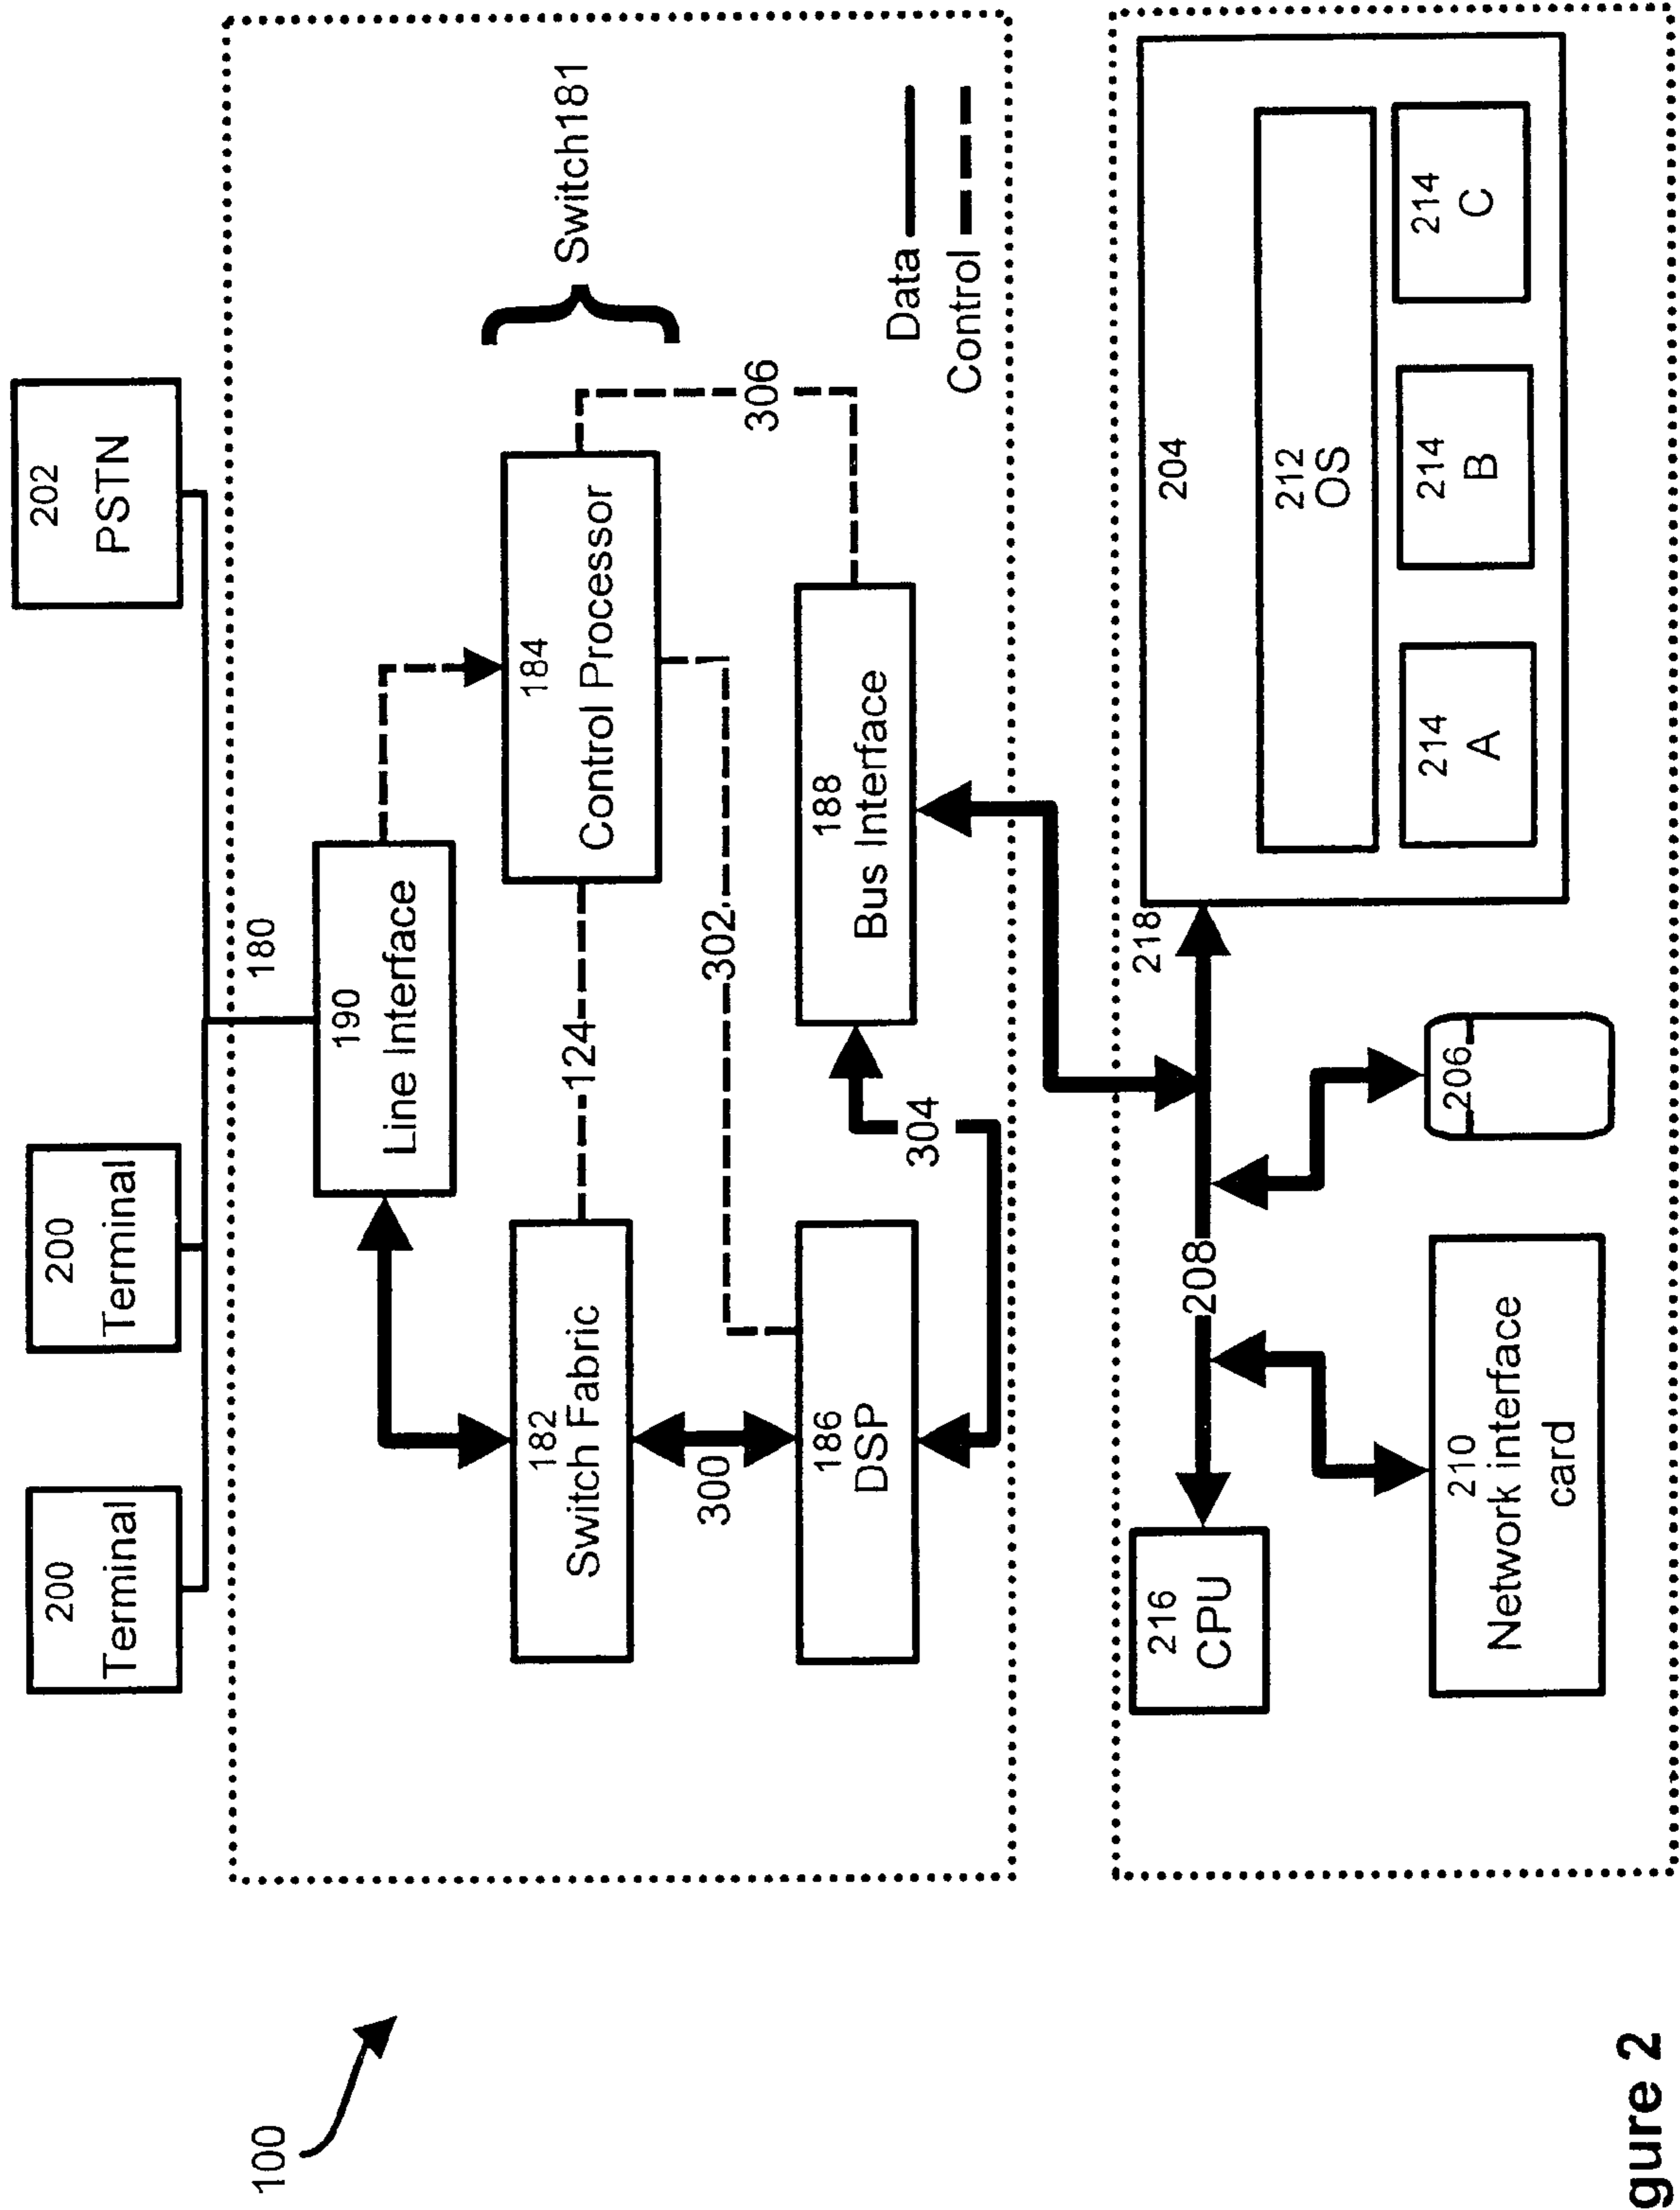 100
200
Terminal
200
Terminal
202
PSTN
180
190
Line Interface
182
Switch Fabric
124
184
Control Processor
Switch181
300
302
306
186
DSP
304
188
Bus Interface
Data
Control
216
CPU
208
218
204
212
OS
210
Network interface
card
206
214
A
214
B
214
C
gure 2